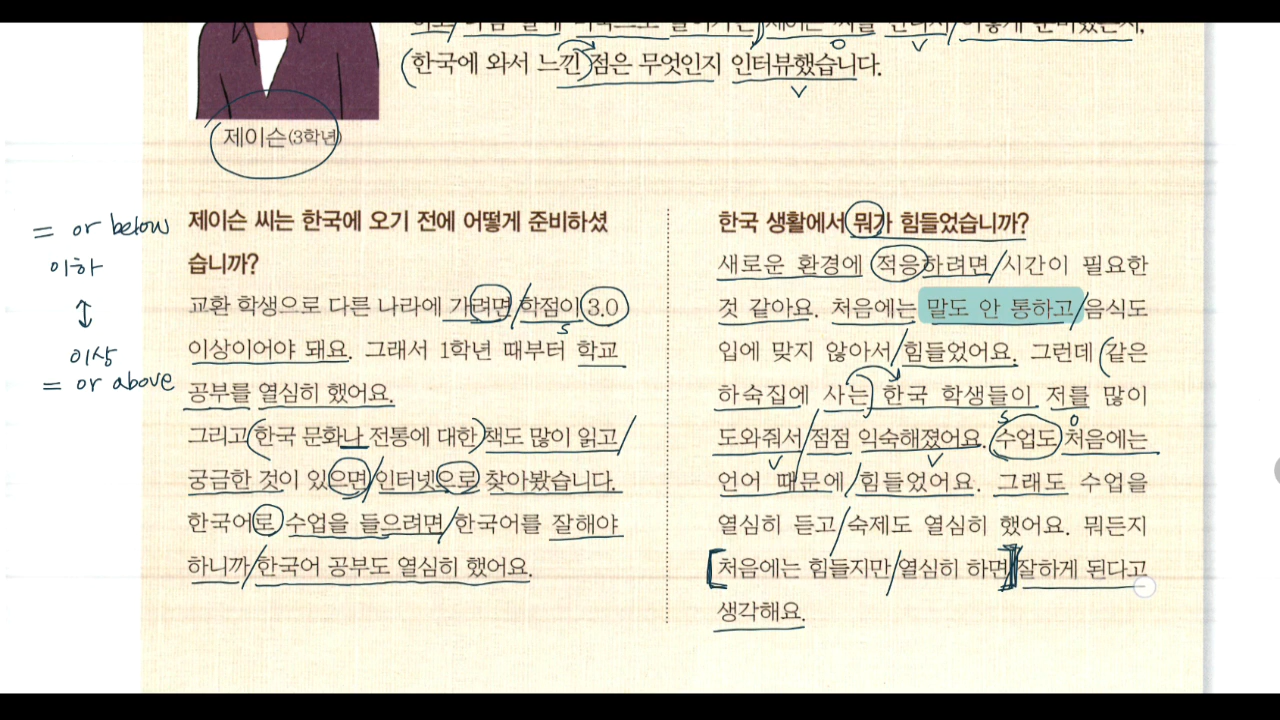 (한국에 와서 느낀)점은 무엇인지 인터뷰했습니다.
제이슨(3학년)
= or below
이하
↕
이상
= or above
제이슨 씨는 한국에 오기 전에 어떻게 준비하셨
습니까?
교환 학생으로 다른 나라에 가려면/학점이 3.0
S
이상이어야 돼요. 그래서 1학년 때부터 학교
공부를 열심히 했어요.
그리고(한국 문화나 전통에 대한)책도 많이 읽고/
궁금한 것이 있으면/인터넷으로 찾아봤습니다.
한국어로 수업을 들으려면/한국어를 잘해야
하니까/한국어 공부도 열심히 했어요.
한국 생활에서 뭐가 힘들었습니까?
새로운 환경에 적응하려면/시간이 필요한
것 같아요. 처음에는 말도 안 통하고/음식도
입에 맞지 않아서/힘들었어요. 그런데(같은
하숙집에 사는)한국 학생들이 저를 많이
S O
도와줘서/점점 익숙해졌어요. 수업도 처음에는
언어 때문에/힘들었어요. 그래도 수업을
열심히 듣고/숙제도 열심히 했어요. 뭐든지
[처음에는 힘들지만/열심히 하면]잘하게 된다고
생각해요.